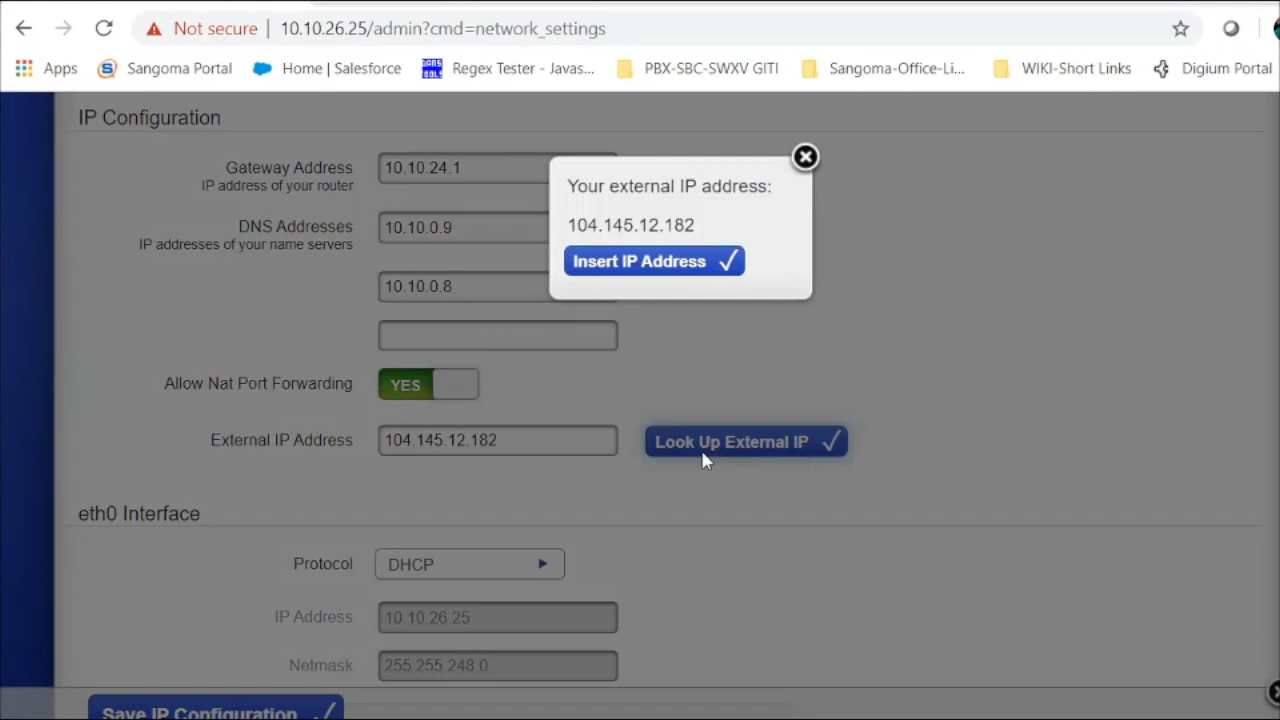 Not secure | 10.10.26.25/admin?cmd=network_settings
Apps Sangoma Portal Home | Salesforce Regex Tester - Javas... PBX-SBC-SWXV GITI Sangoma-Office-Li... WIKI-Short Links Digium Portal
IP Configuration
Gateway Address 10.10.24.1
IP address of your router
DNS Addresses 10.10.0.9
IP addresses of your name servers
10.10.0.8
Your external IP address:
104.145.12.182
Insert IP Address
Allow Nat Port Forwarding YES
External IP Address 104.145.12.182 Look Up External IP
eth0 Interface
Protocol DHCP
IP Address 10.10.26.25
Netmask 255.255.248.0
Save IP Configuration